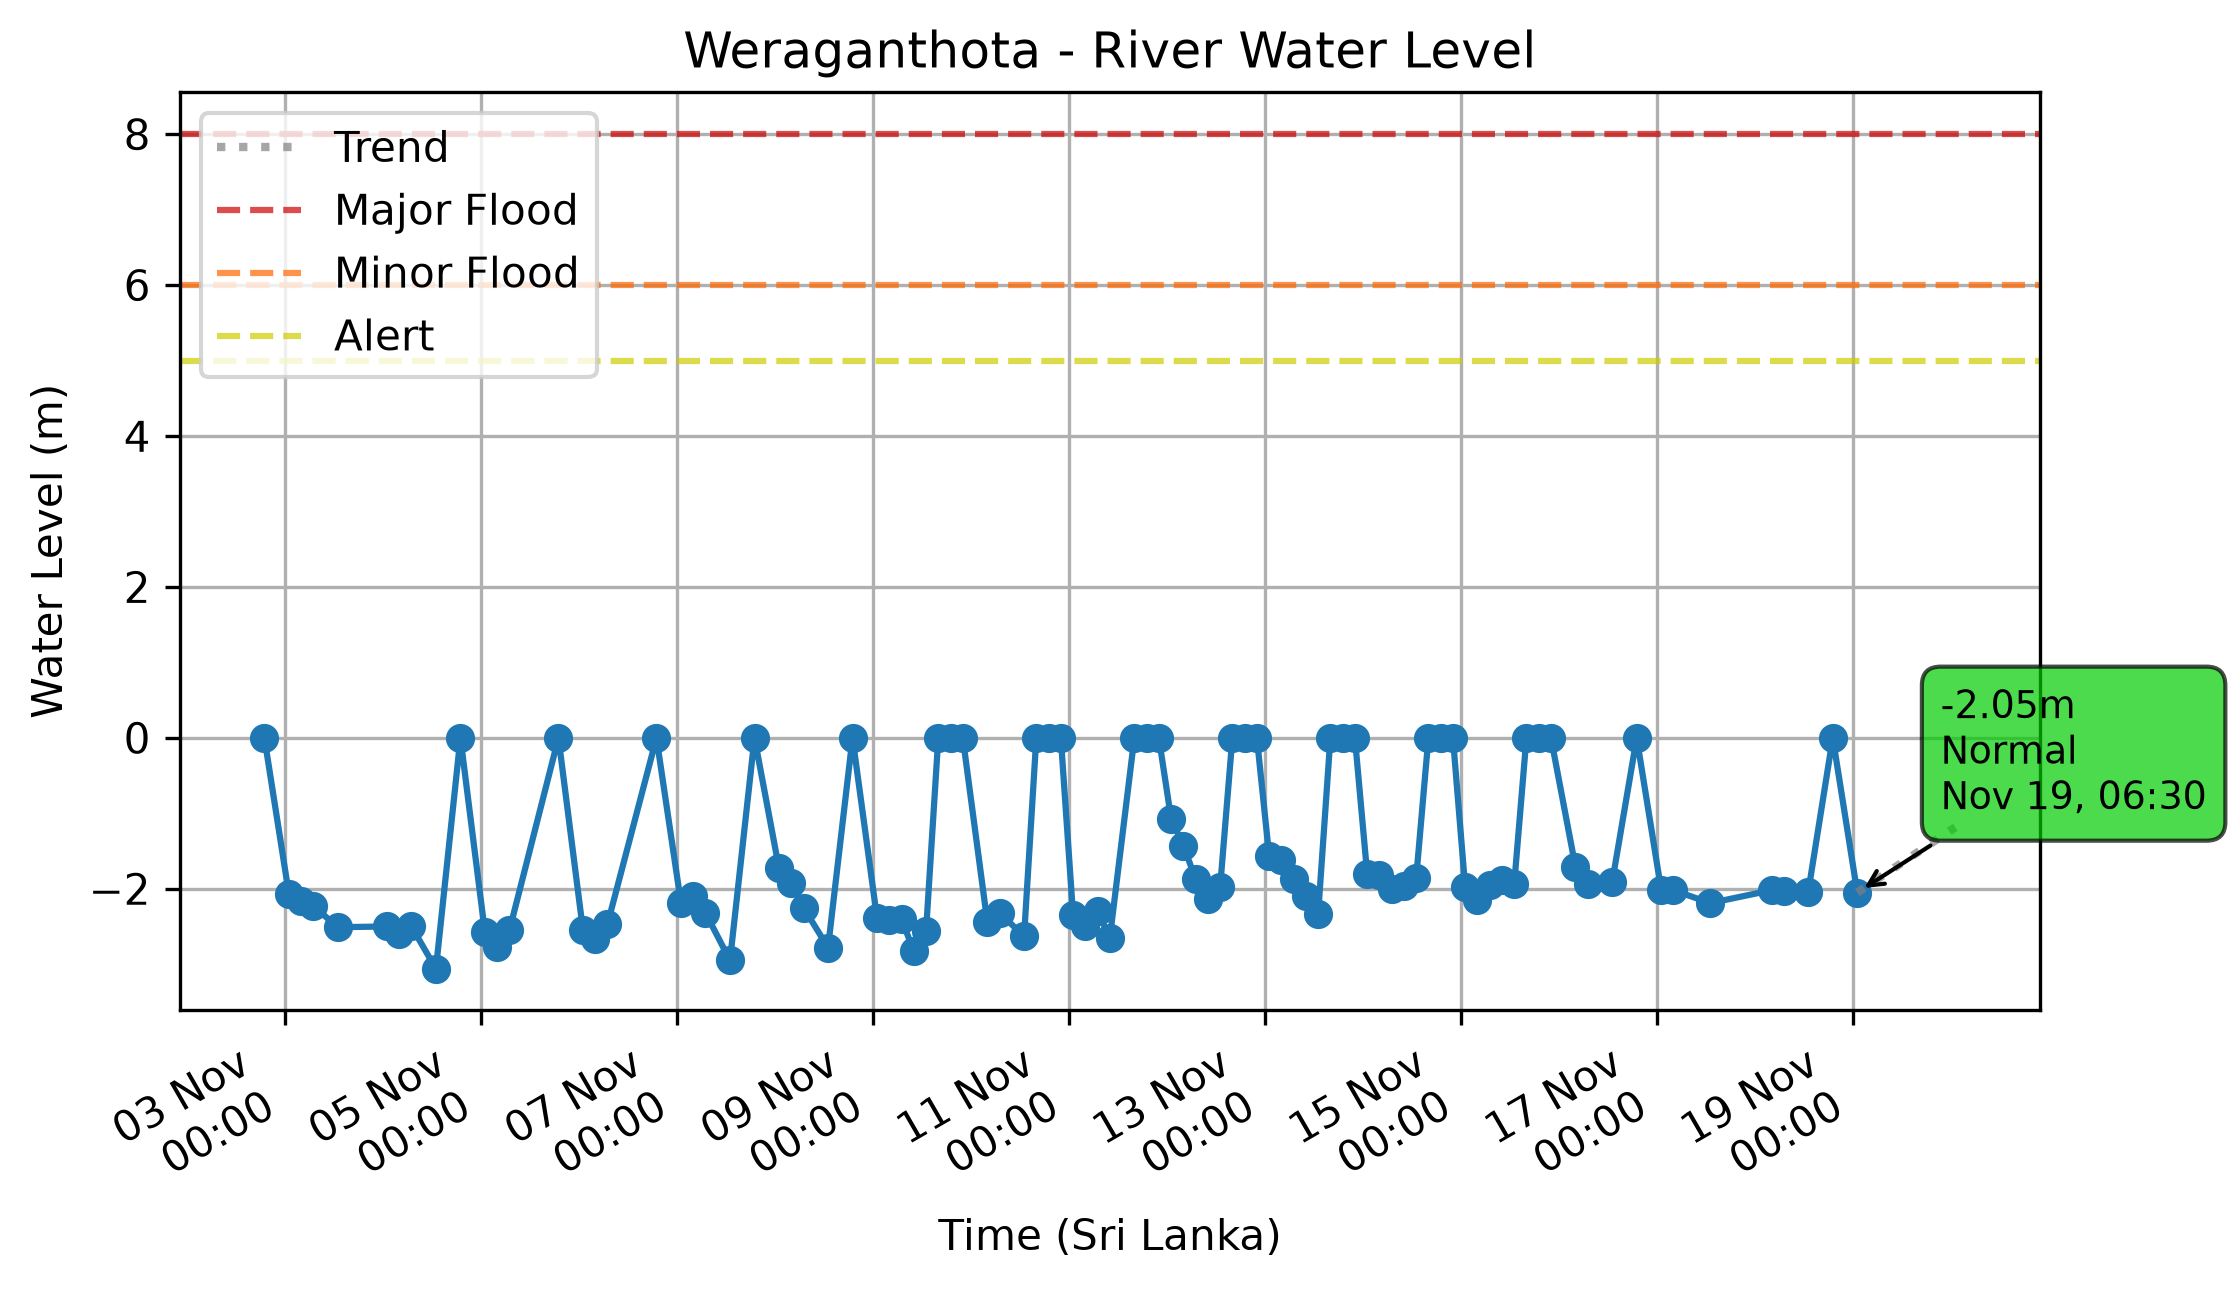 Weraganthota - River Water Level
Trend
Major Flood
Minor Flood
Alert
Water Level (m)
8
6
4
2
0
−2
-2.05m
Normal
Nov 19, 06:30
03 Nov
00:00
05 Nov
00:00
07 Nov
00:00
09 Nov
00:00
11 Nov
00:00
13 Nov
00:00
15 Nov
00:00
17 Nov
00:00
19 Nov
00:00
Time (Sri Lanka)